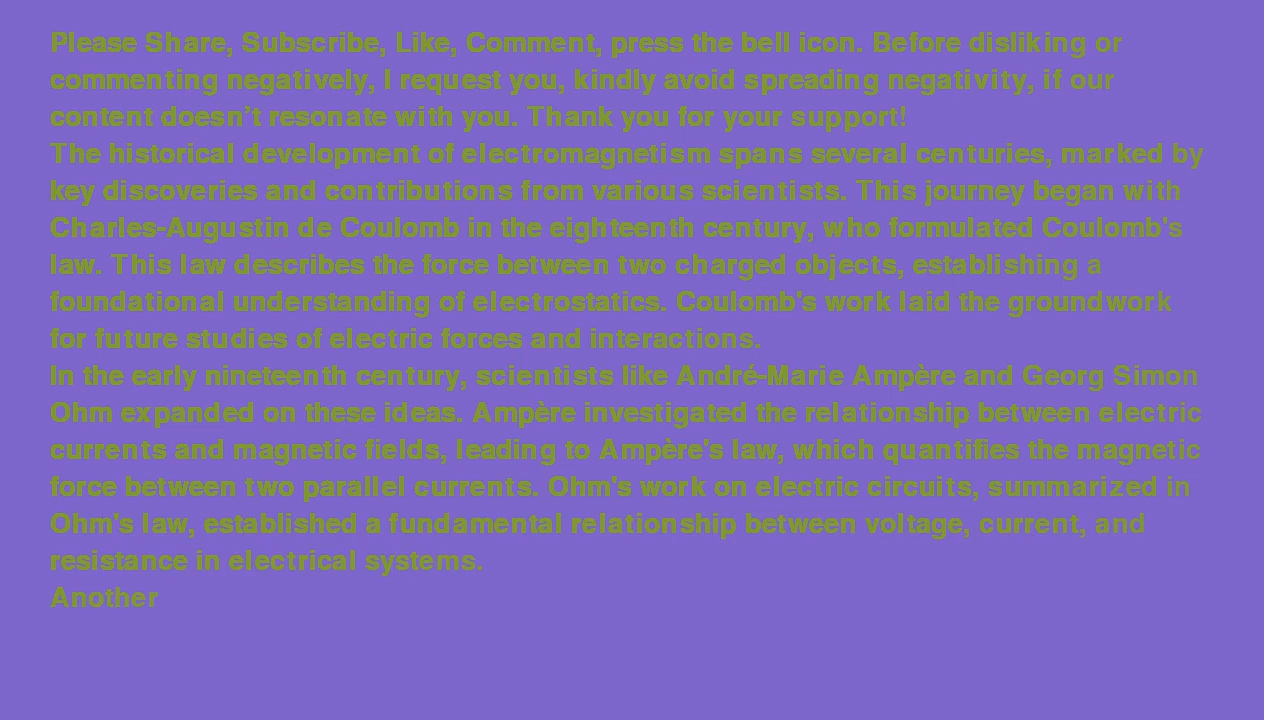 Please Share, Subscribe, Like, Comment, press the bell icon. Before disliking or
commenting negatively, I request you, kindly avoid spreading negativity, if our
content doesn’t resonate with you. Thank you for your support!
The historical development of electromagnetism spans several centuries, marked by
key discoveries and contributions from various scientists. This journey began with
Charles-Augustin de Coulomb in the eighteenth century, who formulated Coulomb's
law. This law describes the force between two charged objects, establishing a
foundational understanding of electrostatics. Coulomb's work laid the groundwork
for future studies of electric forces and interactions.
In the early nineteenth century, scientists like André-Marie Ampère and Georg Simon
Ohm expanded on these ideas. Ampère investigated the relationship between electric
currents and magnetic fields, leading to Ampère's law, which quantifies the magnetic
force between two parallel currents. Ohm's work on electric circuits, summarized in
Ohm's law, established a fundamental relationship between voltage, current, and
resistance in electrical systems.
Another